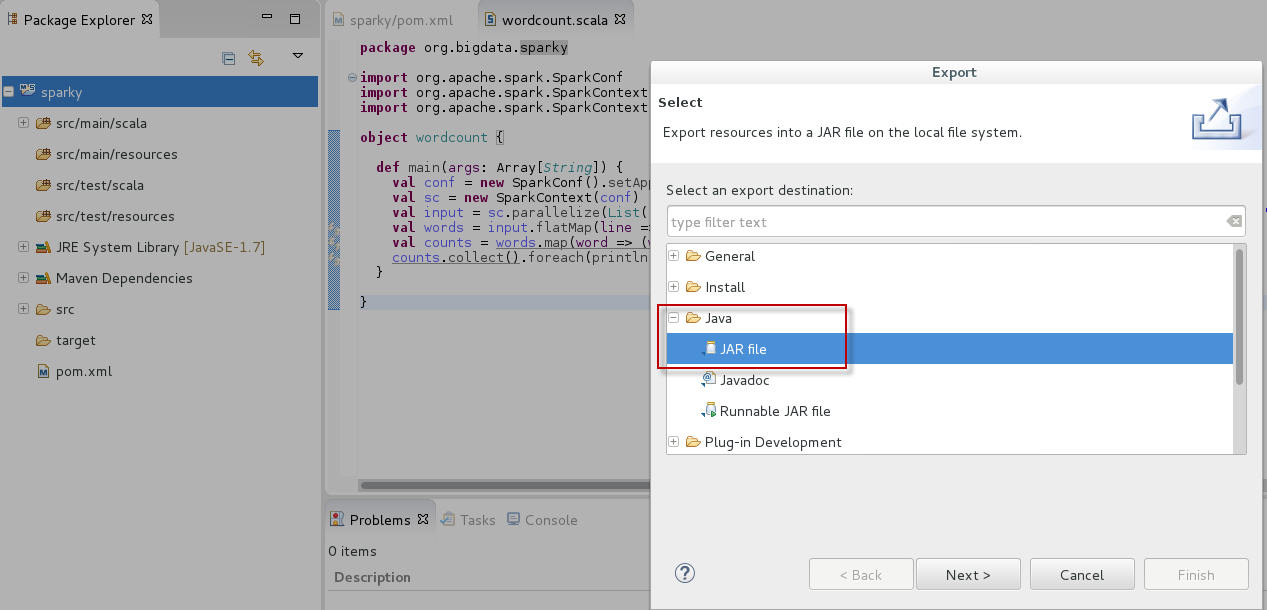 Package Explorer
sparky
src/main/scala
src/main/resources
src/test/scala
src/test/resources
JRE System Library [JavaSE-1.7]
Maven Dependencies
src
target
pom.xml
sparky/pom.xml
wordcount.scala
package org.bigdata.sparky
import org.apache.spark.SparkConf
import org.apache.spark.SparkContext
import org.apache.spark.SparkContext
object wordcount {
def main(args: Array[String]) {
val conf = new SparkConf().setApp
val sc = new SparkContext(conf)
val input = sc.parallelize(List(
val words = input.flatMap(line =
val counts = words.map(word => (
counts.collect().foreach(println
}
}
Problems
Tasks
Console
0 items
Description
Export
Select
Export resources into a JAR file on the local file system.
Select an export destination:
type filter text
General
Install
Java
JAR file
Javadoc
Runnable JAR file
Plug-in Development
?
< Back
Next >
Cancel
Finish